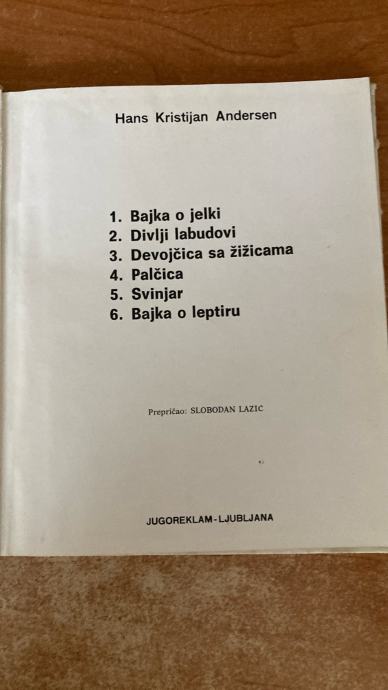 Hans Kristijan Andersen
1. Bajka o jelki
2. Divlji labudovi
3. Devojčica sa žižicama
4. Palčica
5. Svinjar
6. Bajka o leptiru
Prepričao: SLOBODAN LAZIĆ
JUGOREKLAM-LJUBLJANA